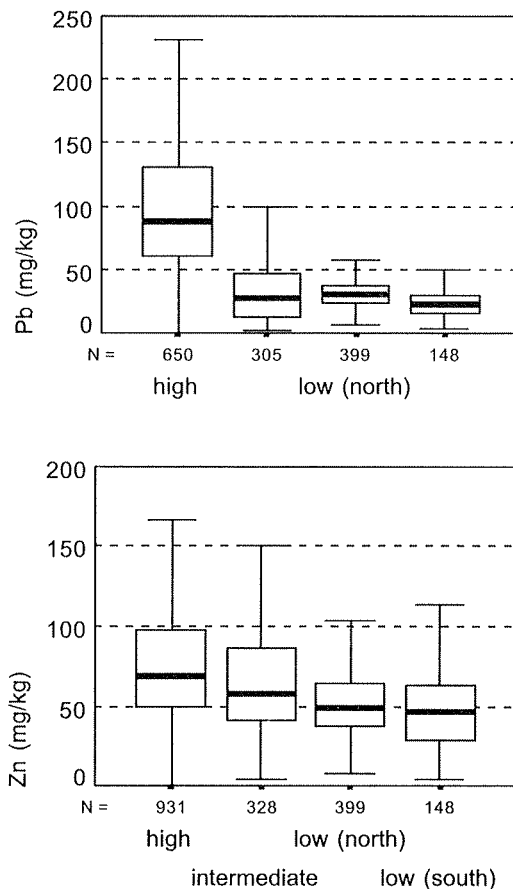 250
200
150
100
50
0
Pb (mg/kg)
N = 650 305 399 148
high low (north)
200
150
100
50
0
Zn (mg/kg)
N = 931 328 399 148
high low (north)
intermediate low (south)